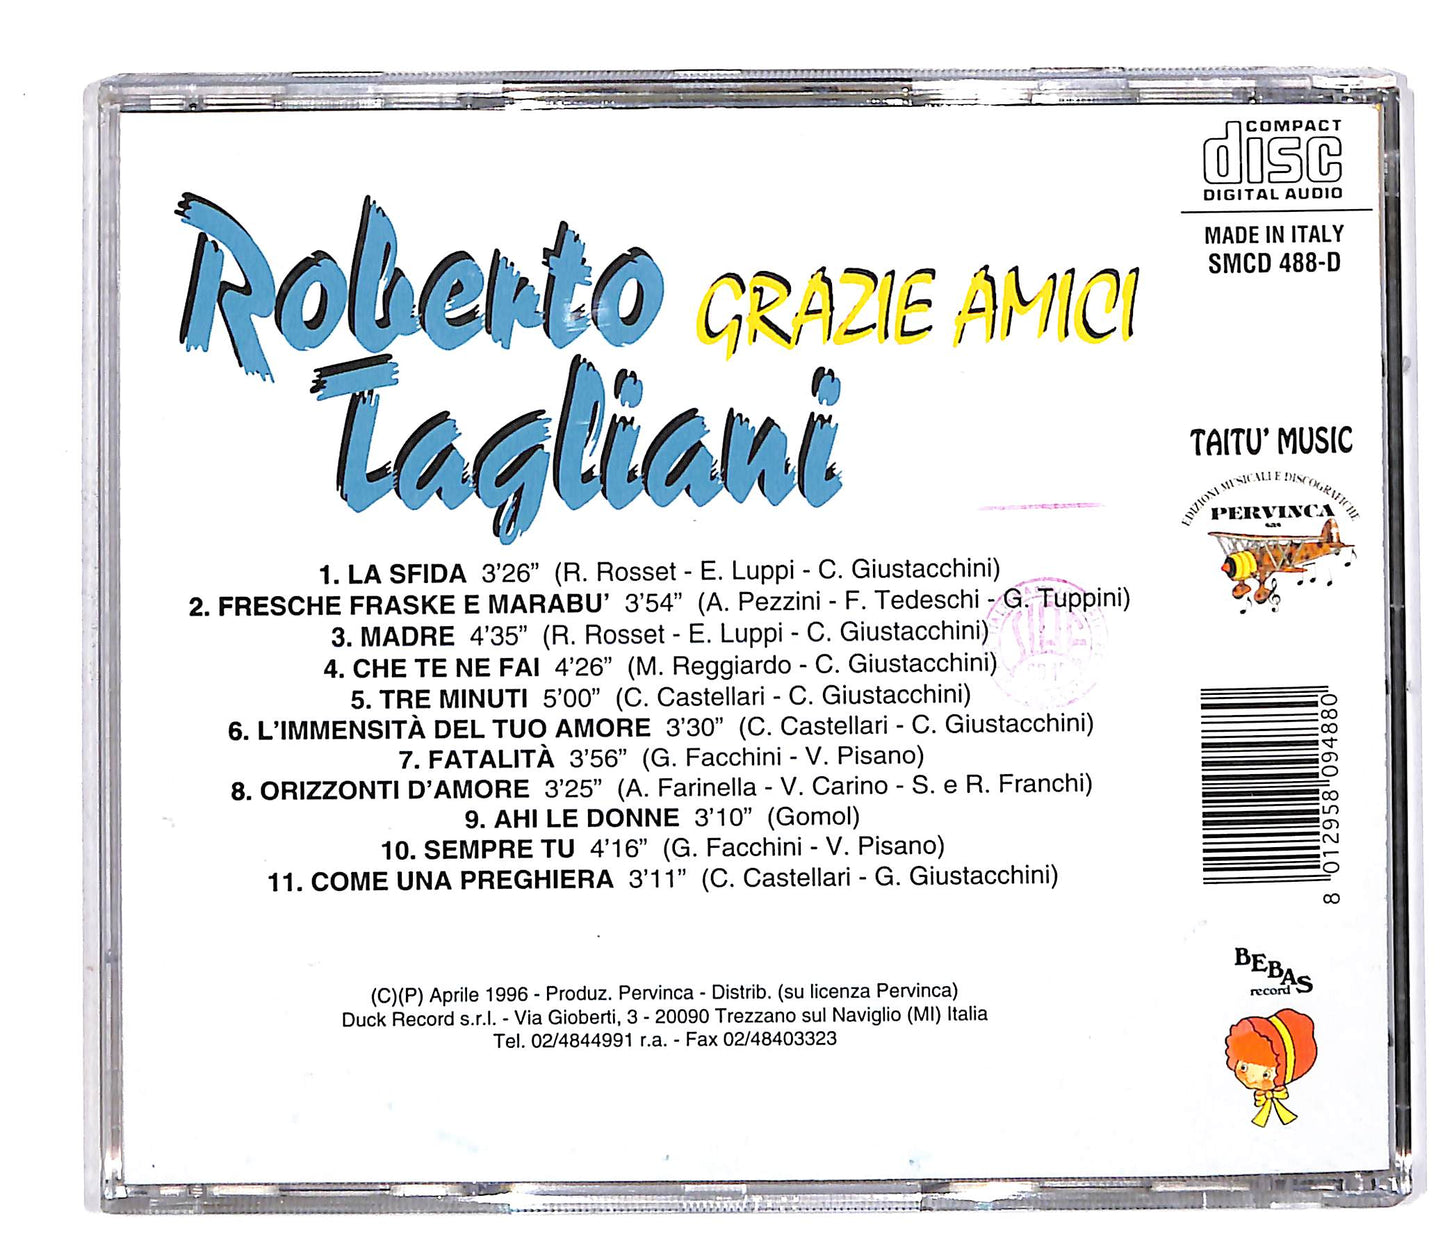 COMPACT
disc
DIGITAL AUDIO
MADE IN ITALY
SMCD 488-D
Roberto
Tagliani
GRAZIE AMICI
TAITU' MUSIC
EDIZIONI MUSICALI E DISCOGRAFICHE
PERVINCA
sas
1. LA SFIDA 3'26" (R. Rosset - E. Luppi - C. Giustacchini)
2. FRESCHE FRASKE E MARABU' 3'54" (A. Pezzini - F. Tedeschi - G. Tuppini)
3. MADRE 4'35" (R. Rosset - E. Luppi - C. Giustacchini)
4. CHE TE NE FAI 4'26" (M. Reggiardo - C. Giustacchini)
5. TRE MINUTI 5'00" (C. Castellari - C. Giustacchini)
6. L'IMMENSITÀ DEL TUO AMORE 3'30" (C. Castellari - C. Giustacchini)
7. FATALITÀ 3'56" (G. Facchini - V. Pisano)
8. ORIZZONTI D'AMORE 3'25" (A. Farinella - V. Carino - S. e R. Franchi)
9. AHI LE DONNE 3'10" (Gomol)
10. SEMPRE TU 4'16" (G. Facchini - V. Pisano)
11. COME UNA PREGHIERA 3'11" (C. Castellari - G. Giustacchini)
8 012958 094880
BEBAS
record
(C)(P) Aprile 1996 - Produz. Pervinca - Distrib. (su licenza Pervinca)
Duck Record s.r.l. - Via Gioberti, 3 - 20090 Trezzano sul Naviglio (MI) Italia
Tel. 02/4844991 r.a. - Fax 02/48403323